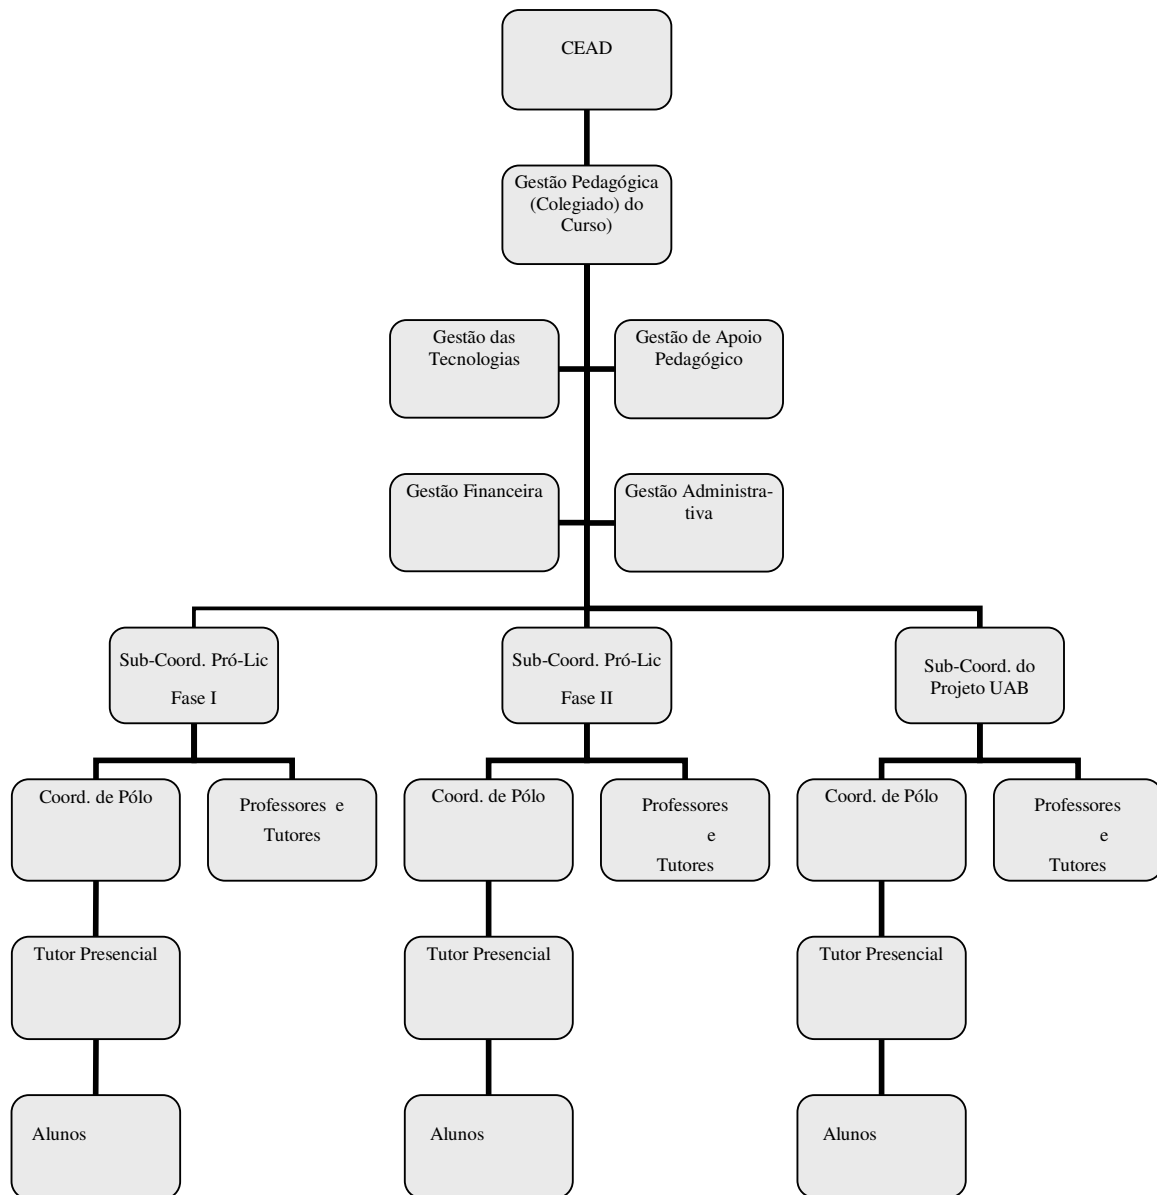 CEAD
Gestão Pedagógica
(Colegiado) do
Curso)
Gestão das
Tecnologias
Gestão de Apoio
Pedagógico
Gestão Financeira
Gestão Administra-
tiva
Sub-Coord. Pró-Lic
Fase I
Sub-Coord. Pró-Lic
Fase II
Sub-Coord. do
Projeto UAB
Coord. de Pólo
Professores e
Tutores
Coord. de Pólo
Professores
e
Tutores
Coord. de Pólo
Professores
e
Tutores
Tutor Presencial
Tutor Presencial
Tutor Presencial
Alunos
Alunos
Alunos